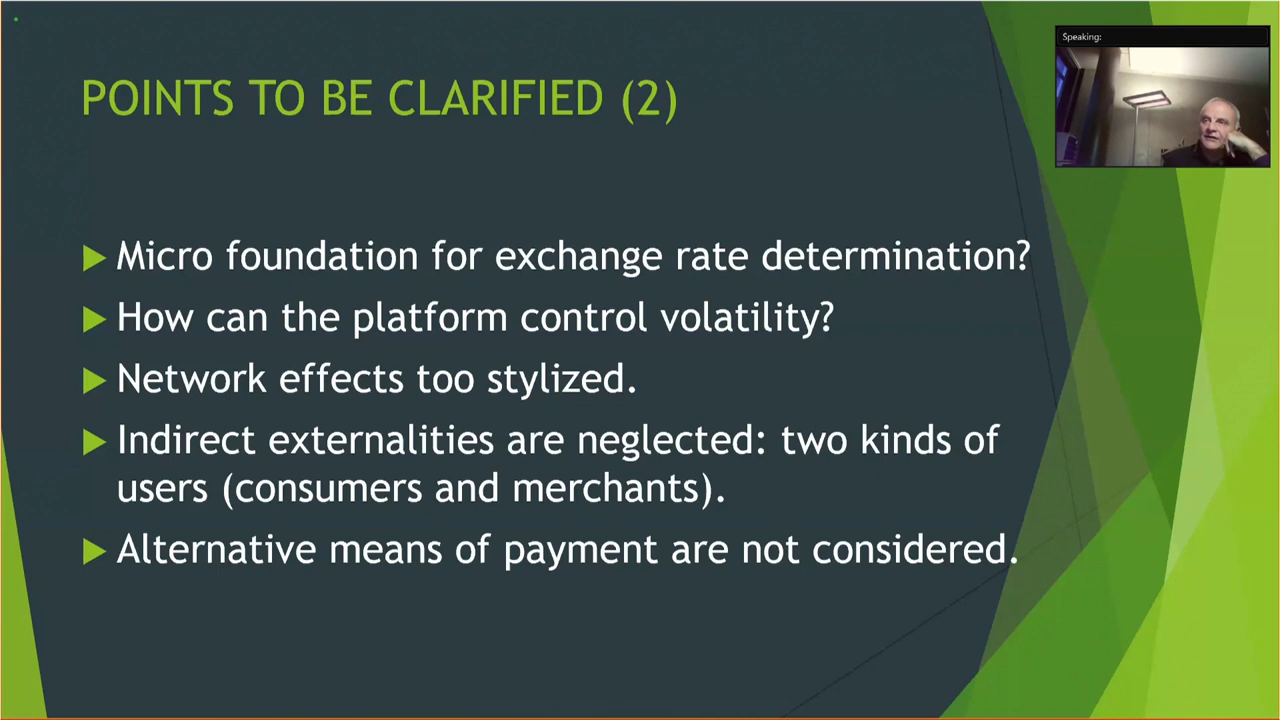 Speaking:
POINTS TO BE CLARIFIED (2)
Micro foundation for exchange rate determination?
How can the platform control volatility?
Network effects too stylized.
Indirect externalities are neglected: two kinds of
users (consumers and merchants).
Alternative means of payment are not considered.